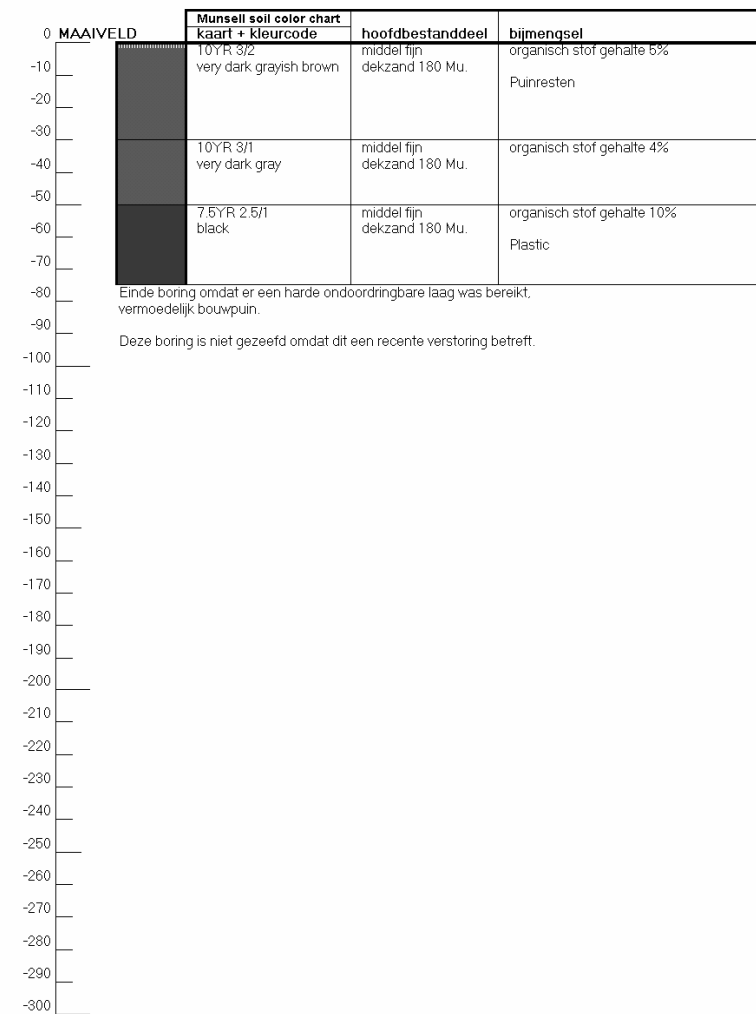 Munsell soil color chart
0 MAAIVELD kaart + kleurcode hoofdbestanddeel bijmengsel
10YR 3/2 middel fijn organisch stof gehalte 5%
-10 very dark grayish brown dekzand 180 Mu.
Puinresten
-20
-30
10YR 3/1 middel fijn organisch stof gehalte 4%
-40 very dark gray dekzand 180 Mu.
-50
7.5YR 2.5/1 middel fijn organisch stof gehalte 10%
-60 black dekzand 180 Mu.
Plastic
-70
-80 Einde boring omdat er een harde ondoordringbare laag was bereikt,
vermoedelijk bouwpuin.
-90
Deze boring is niet gezeefd omdat dit een recente verstoring betreft.
-100
-110
-120
-130
-140
-150
-160
-170
-180
-190
-200
-210
-220
-230
-240
-250
-260
-270
-280
-290
-300